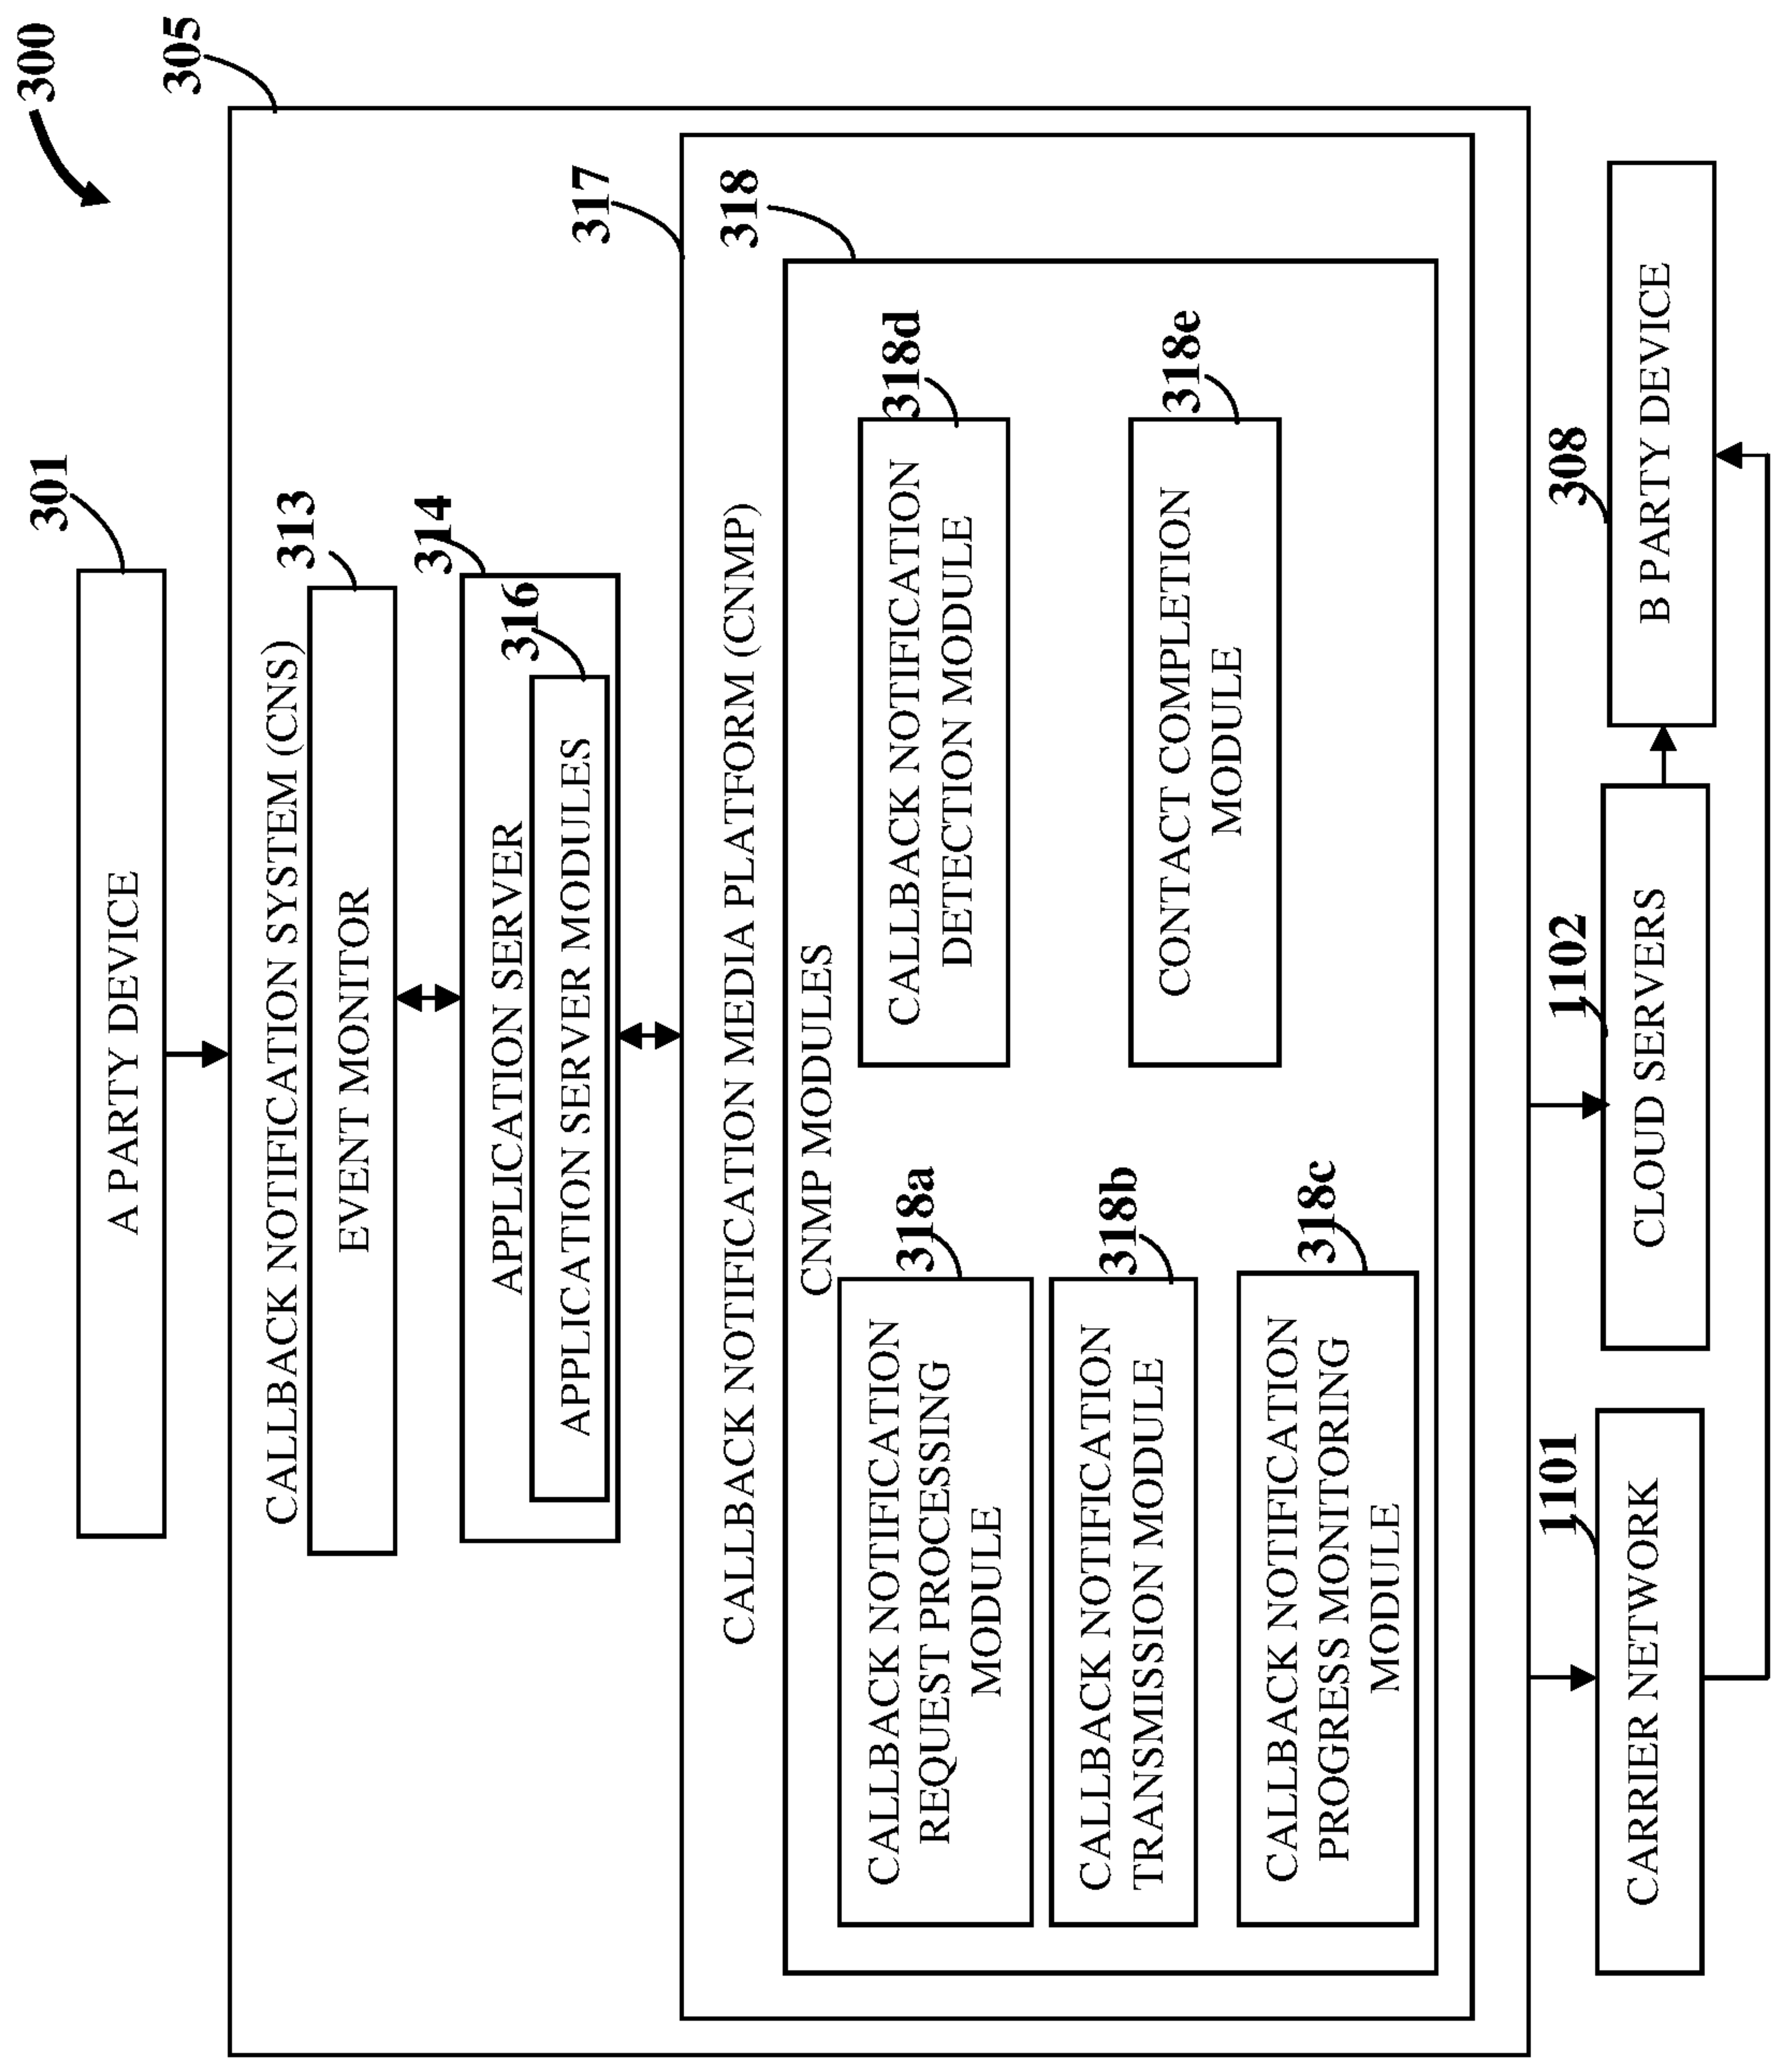 300
305
301
A PARTY DEVICE
CALLBACK NOTIFICATION SYSTEM (CNS)
313
EVENT MONITOR
314
APPLICATION SERVER
316
APPLICATION SERVER MODULES
317
CALLBACK NOTIFICATION MEDIA PLATFORM (CNMP)
318
CNMP MODULES
318a
CALLBACK NOTIFICATION
REQUEST PROCESSING
MODULE
318b
CALLBACK NOTIFICATION
TRANSMISSION MODULE
318c
CALLBACK NOTIFICATION
PROGRESS MONITORING
MODULE
318d
CALLBACK NOTIFICATION
DETECTION MODULE
318e
CONTACT COMPLETION
MODULE
1101
CARRIER NETWORK
1102
CLOUD SERVERS
308
B PARTY DEVICE